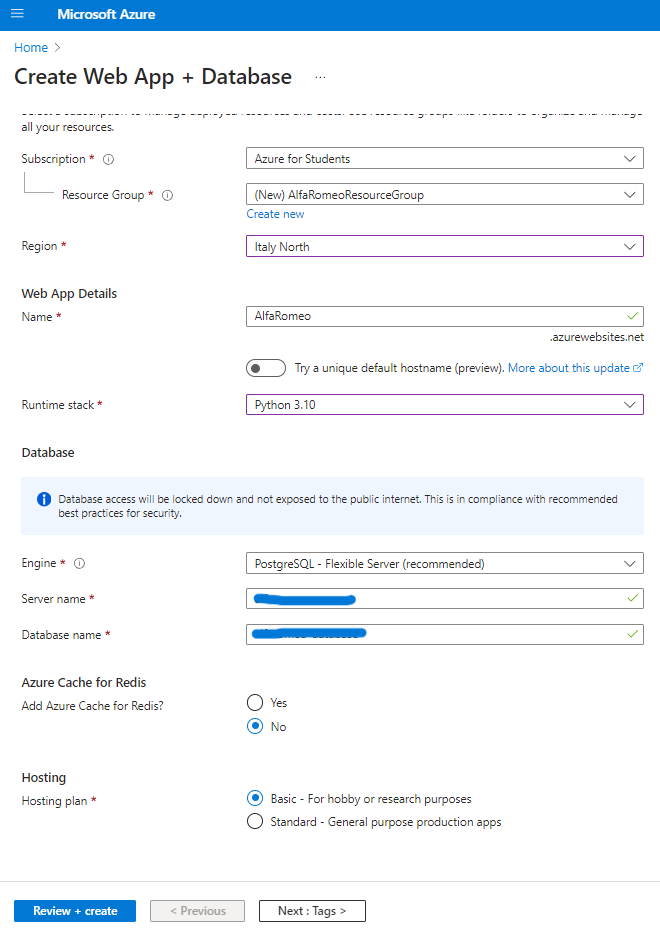 Microsoft Azure
Home >
Create Web App + Database ...
all your resources.
Subscription *
Azure for Students
Resource Group *
(New) AlfaRomeoResourceGroup
Create new
Region *
Italy North
Web App Details
Name *
AlfaRomeo
.azurewebsites.net
Try a unique default hostname (preview). More about this update
Runtime stack *
Python 3.10
Database
Database access will be locked down and not exposed to the public internet. This is in compliance with recommended
best practices for security.
Engine *
PostgreSQL - Flexible Server (recommended)
Server name *
Database name *
Azure Cache for Redis
Add Azure Cache for Redis?
Yes
No
Hosting
Hosting plan *
Basic - For hobby or research purposes
Standard - General purpose production apps
Review + create
< Previous
Next : Tags >